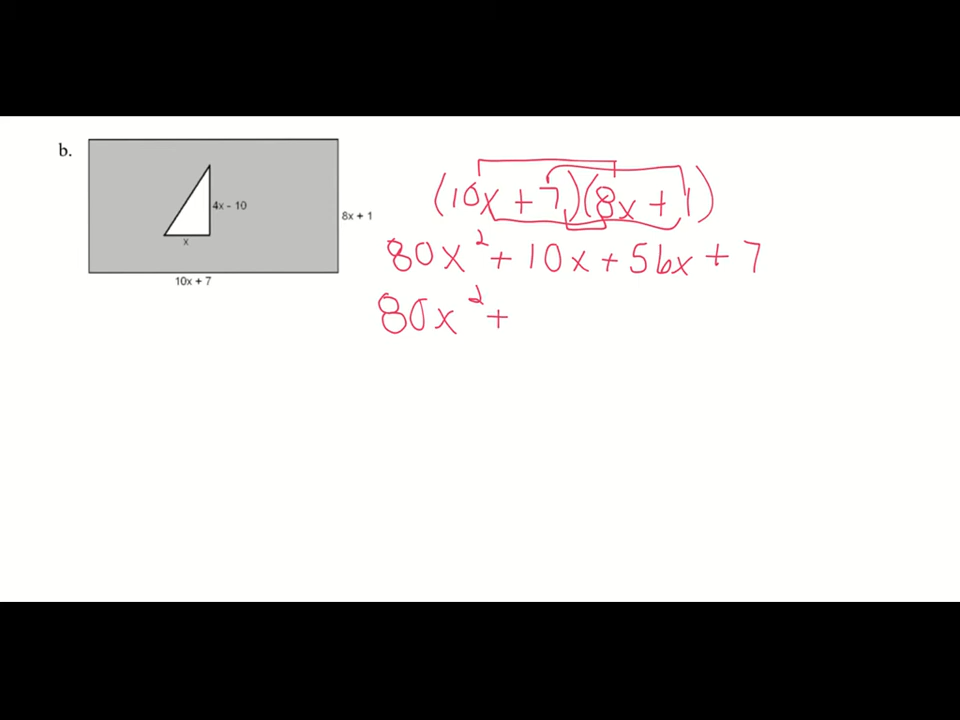 b.
4x - 10
x
8x + 1
10x + 7
(10x + 7)(8x + 1)
80x² + 10x + 56x + 7
80x² +